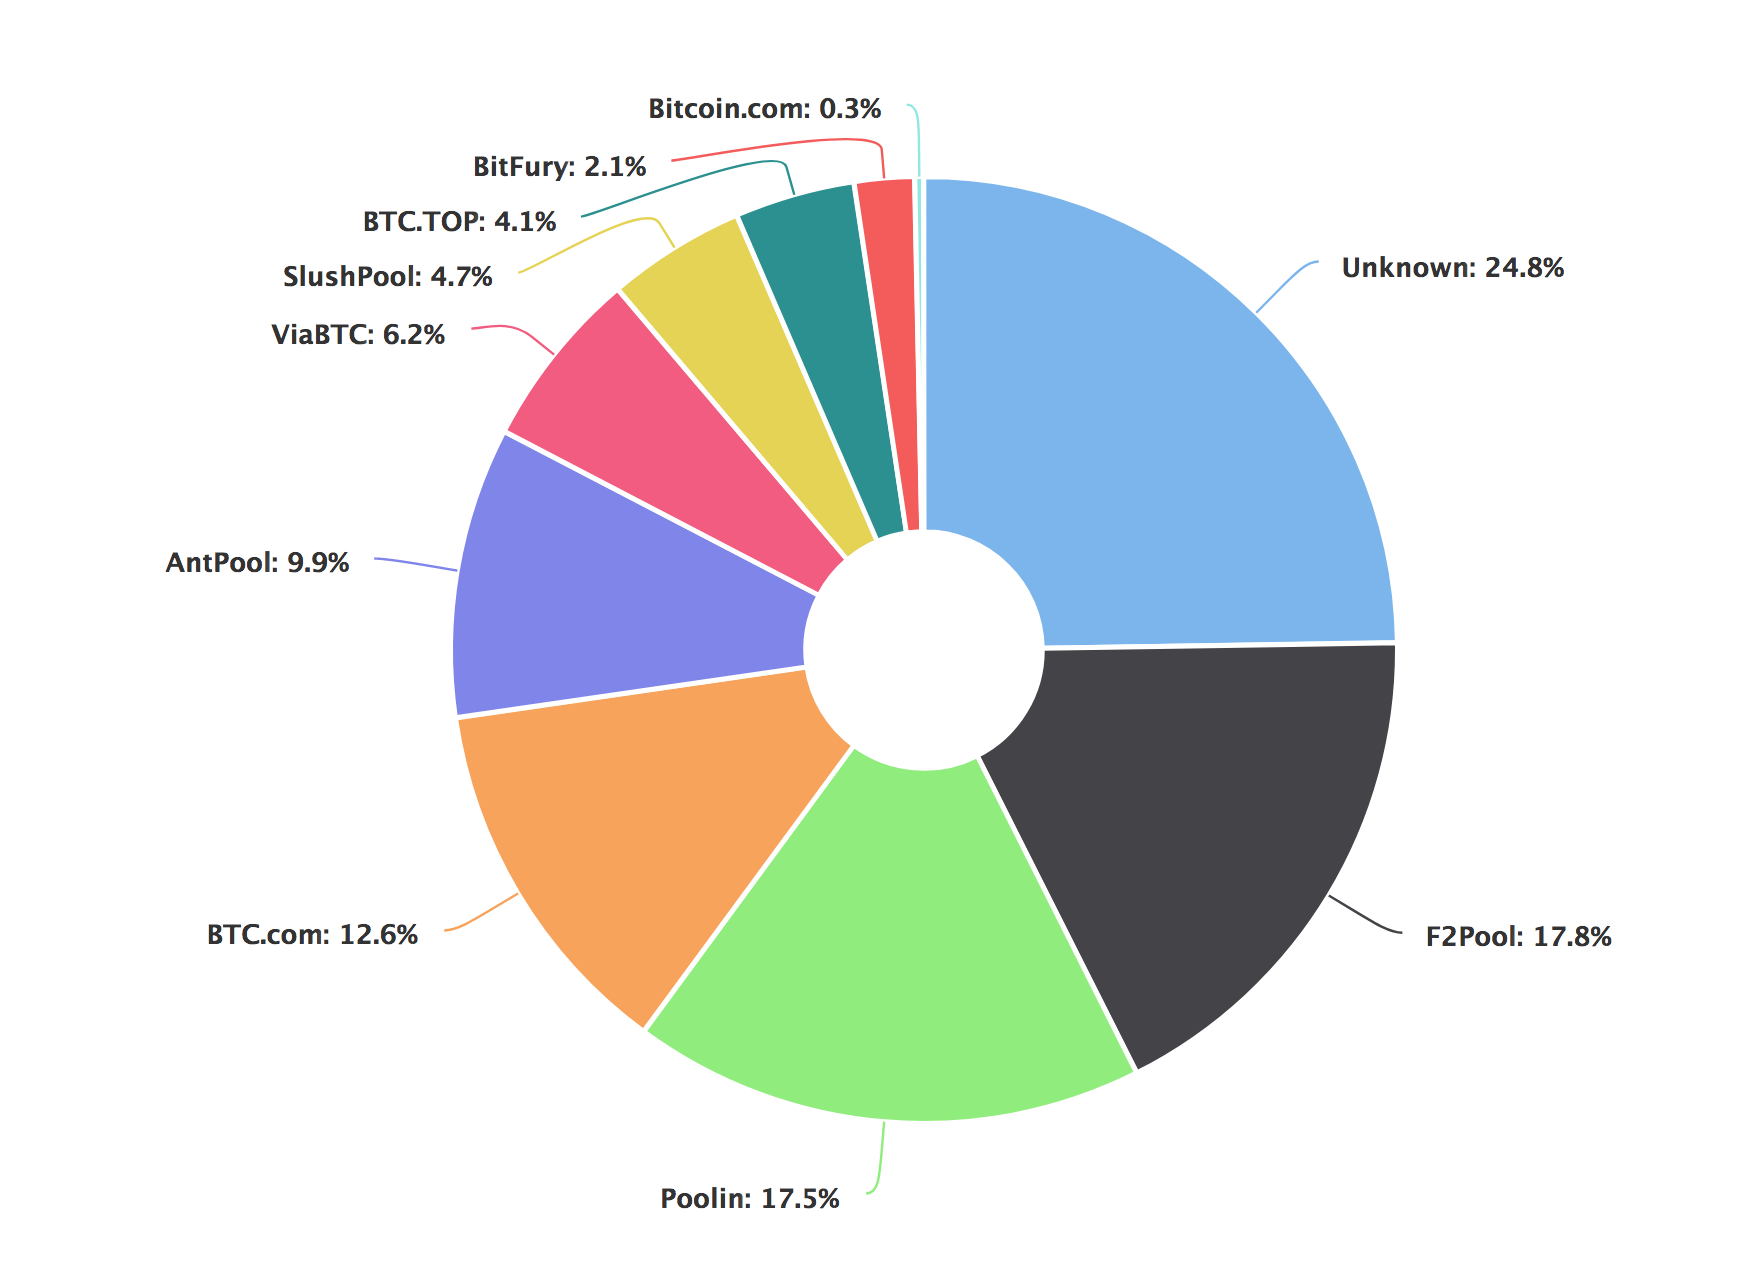 Bitcoin.com: 0.3%
BitFury: 2.1%
BTC.TOP: 4.1%
SlushPool: 4.7%
ViaBTC: 6.2%
Unknown: 24.8%
AntPool: 9.9%
BTC.com: 12.6%
F2Pool: 17.8%
Poolin: 17.5%